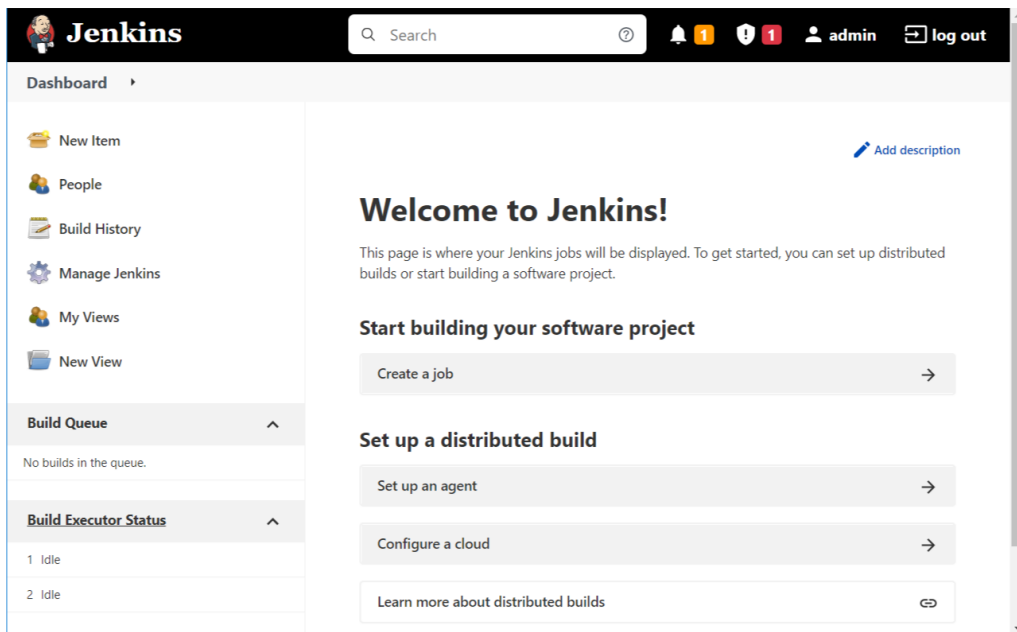 Jenkins
Search
1
1
admin
log out
Dashboard
New Item
People
Build History
Manage Jenkins
My Views
New View
Build Queue
No builds in the queue.
Build Executor Status
1 Idle
2 Idle
Add description
Welcome to Jenkins!
This page is where your Jenkins jobs will be displayed. To get started, you can set up distributed
builds or start building a software project.
Start building your software project
Create a job
Set up a distributed build
Set up an agent
Configure a cloud
Learn more about distributed builds